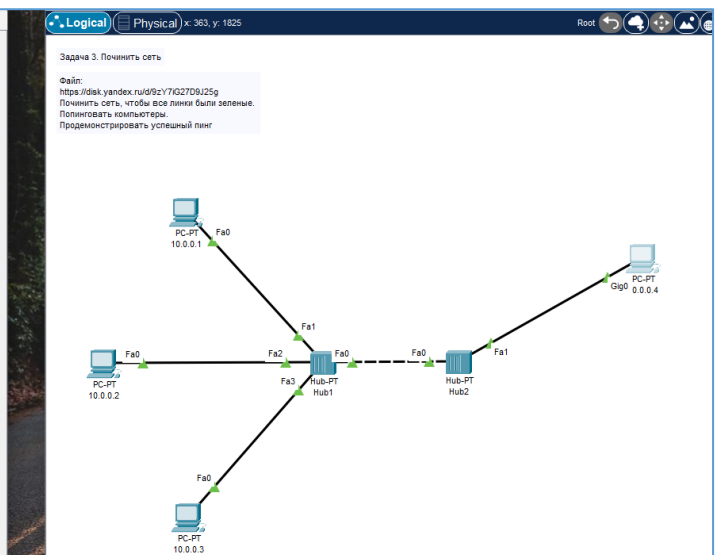 Logical Physical x: 363, y: 1825 Root
Задача 3. Починить сеть
Файл:
https://disk.yandex.ru/d/9zY7iG27D9J25g
Починить сеть, чтобы все линки были зеленые.
Попинговать компьютеры.
Продемонстрировать успешный пинг
PC-PT
10.0.0.1
Fa0
PC-PT
0.0.0.4
Gig0
Fa1
Fa0
Fa2
Fa0
Fa0
Fa1
PC-PT
10.0.0.2
Fa3
Hub-PT
Hub1
Hub-PT
Hub2
Fa0
PC-PT
10.0.0.3